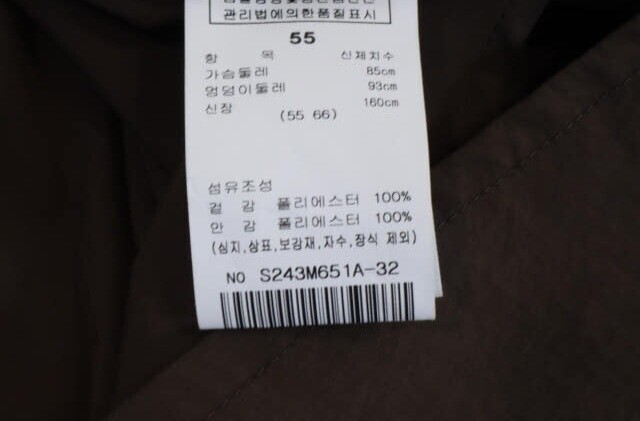 관리법에의한품질표시
55
항 목 신체치수
가슴둘레 85cm
엉덩이둘레 93cm
신장 160cm
(55 66)
섬유조성
겉 감 폴리에스터 100%
안 감 폴리에스터 100%
(심지,상표,보강재,자수,장식 제외)
NO S243M651A-32